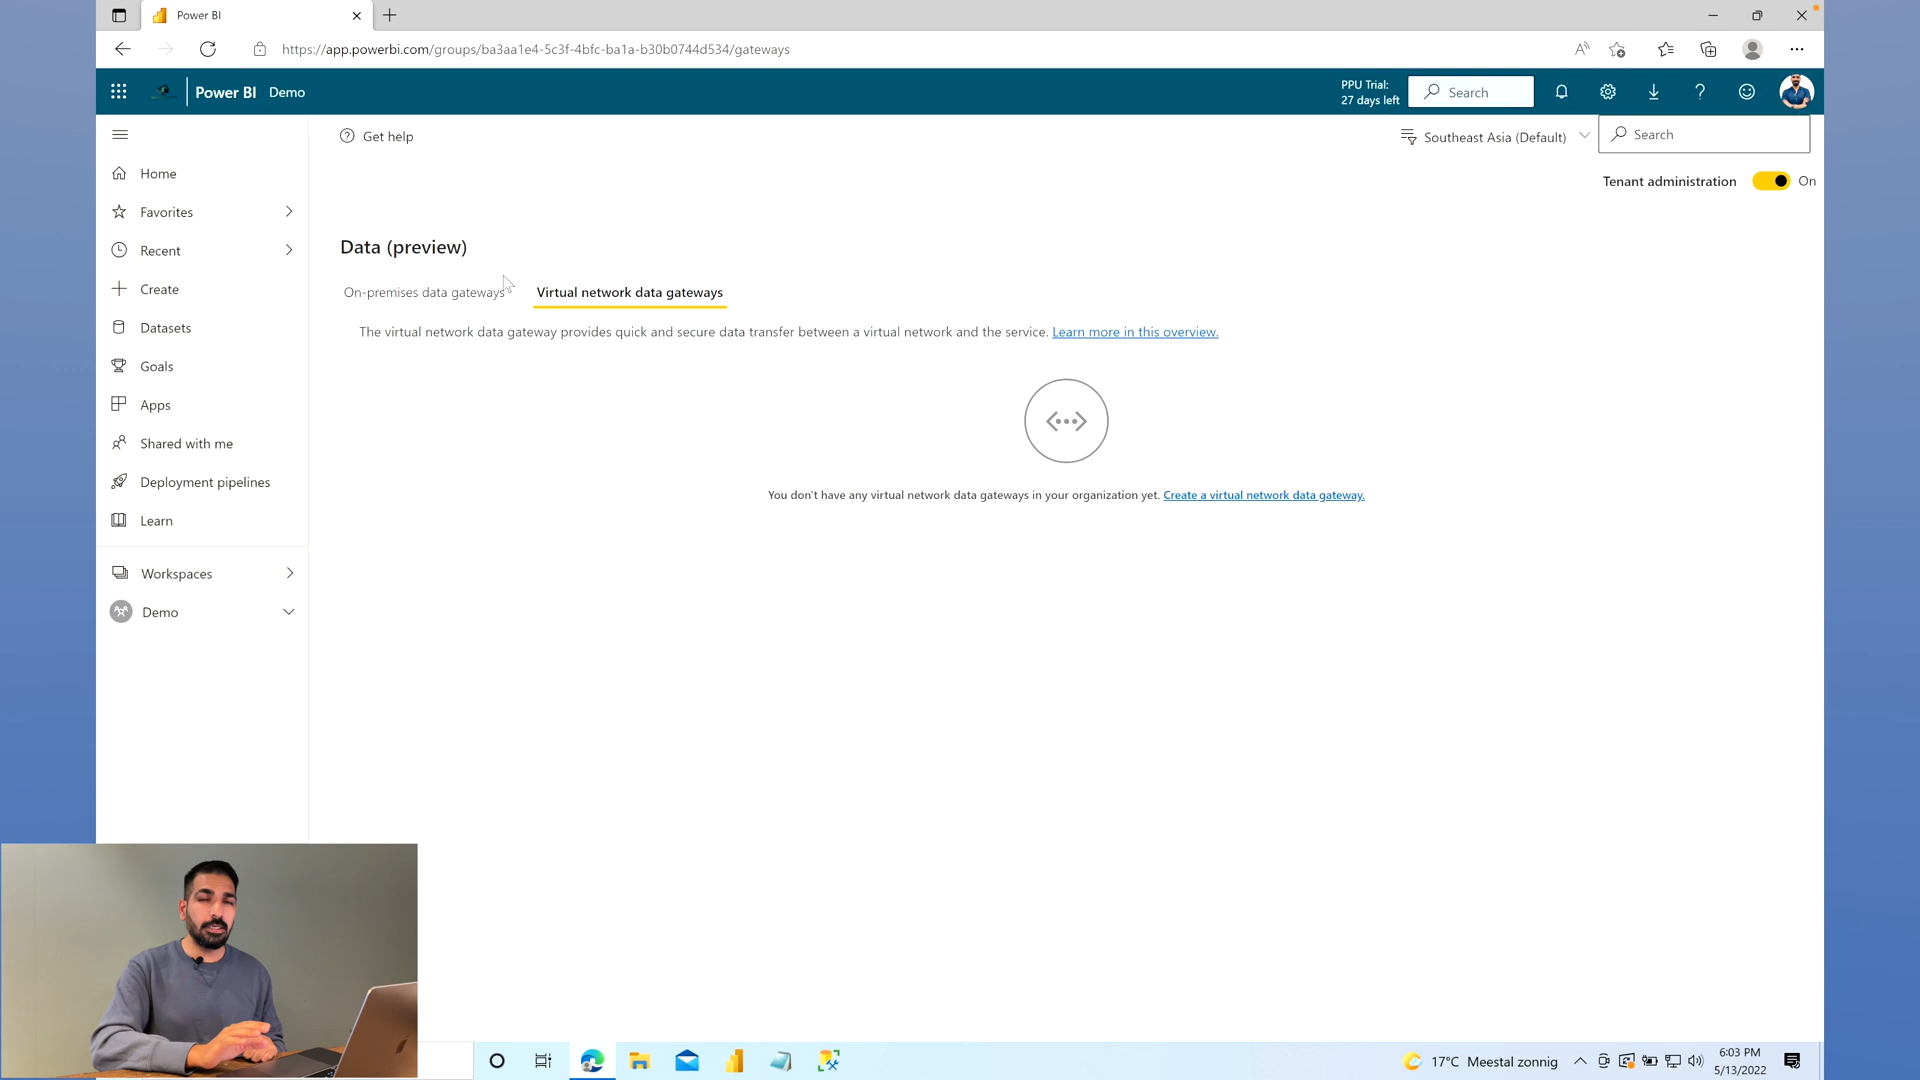 Power BI
https://app.powerbi.com/groups/ba3aa1e4-5c3f-4bfc-ba1a-b30b0744d534/gateways
Power BI Demo
PPU Trial:
27 days left
Search
Get help
Southeast Asia (Default)
Search
Tenant administration On
Home
Favorites
Recent
Create
Datasets
Goals
Apps
Shared with me
Deployment pipelines
Learn
Workspaces
Demo
Data (preview)
On-premises data gateways
Virtual network data gateways
The virtual network data gateway provides quick and secure data transfer between a virtual network and the service. Learn more in this overview.
You don't have any virtual network data gateways in your organization yet. Create a virtual network data gateway.
17°C Meestal zonnig
6:03 PM
5/13/2022